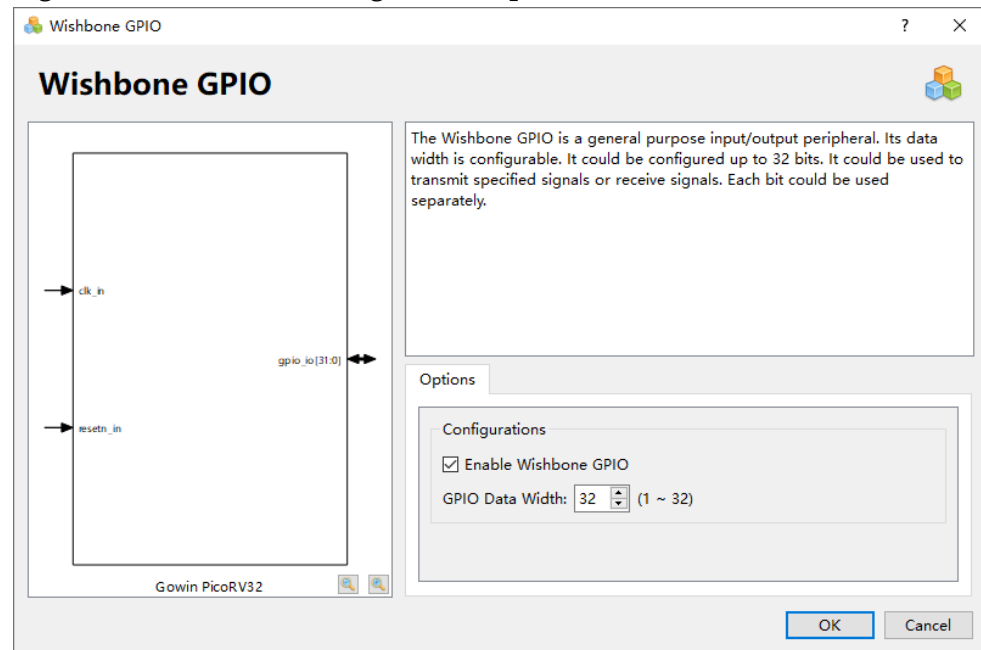 Wishbone GPIO
?
Wishbone GPIO
The Wishbone GPIO is a general purpose input/output peripheral. Its data
width is configurable. It could be configured up to 32 bits. It could be used to
transmit specified signals or receive signals. Each bit could be used
separately.
clk_in
gpio_io[31:0]
resetn_in
Gowin PicoRV32
Options
Configurations
Enable Wishbone GPIO
GPIO Data Width: 32 (1 ~ 32)
OK Cancel